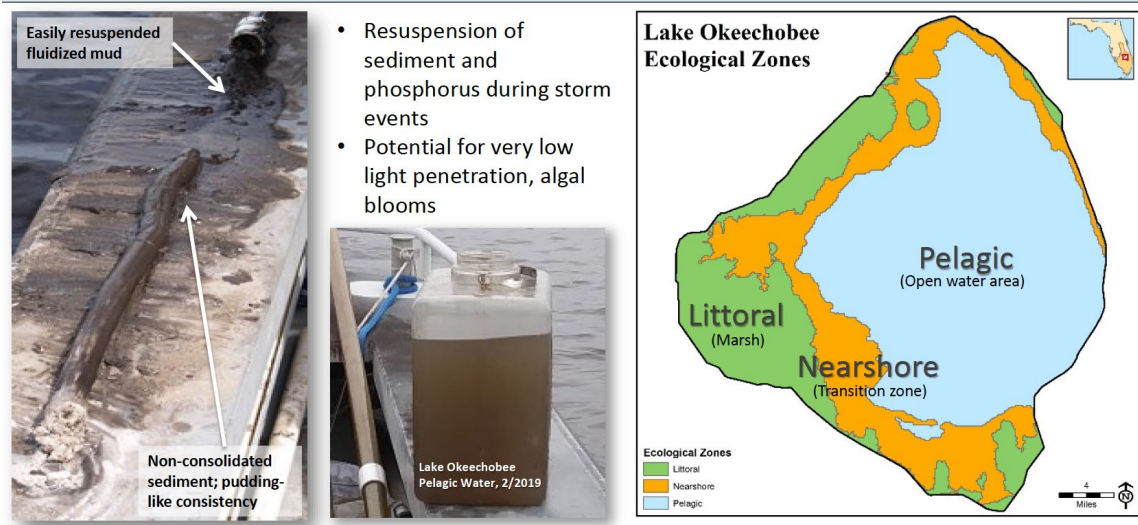 Easily resuspended
fluidized mud
Non-consolidated
sediment; pudding-
like consistency
• Resuspension of
sediment and
phosphorus during storm
events
• Potential for very low
light penetration, algal
blooms
Lake Okeechobee
Pelagic Water, 2/2019
Lake Okeechobee
Ecological Zones
Pelagic
(Open water area)
Littoral
(Marsh)
Nearshore
(Transition zone)
Ecological Zones
Littoral
Nearshore
Pelagic
4
Miles
N